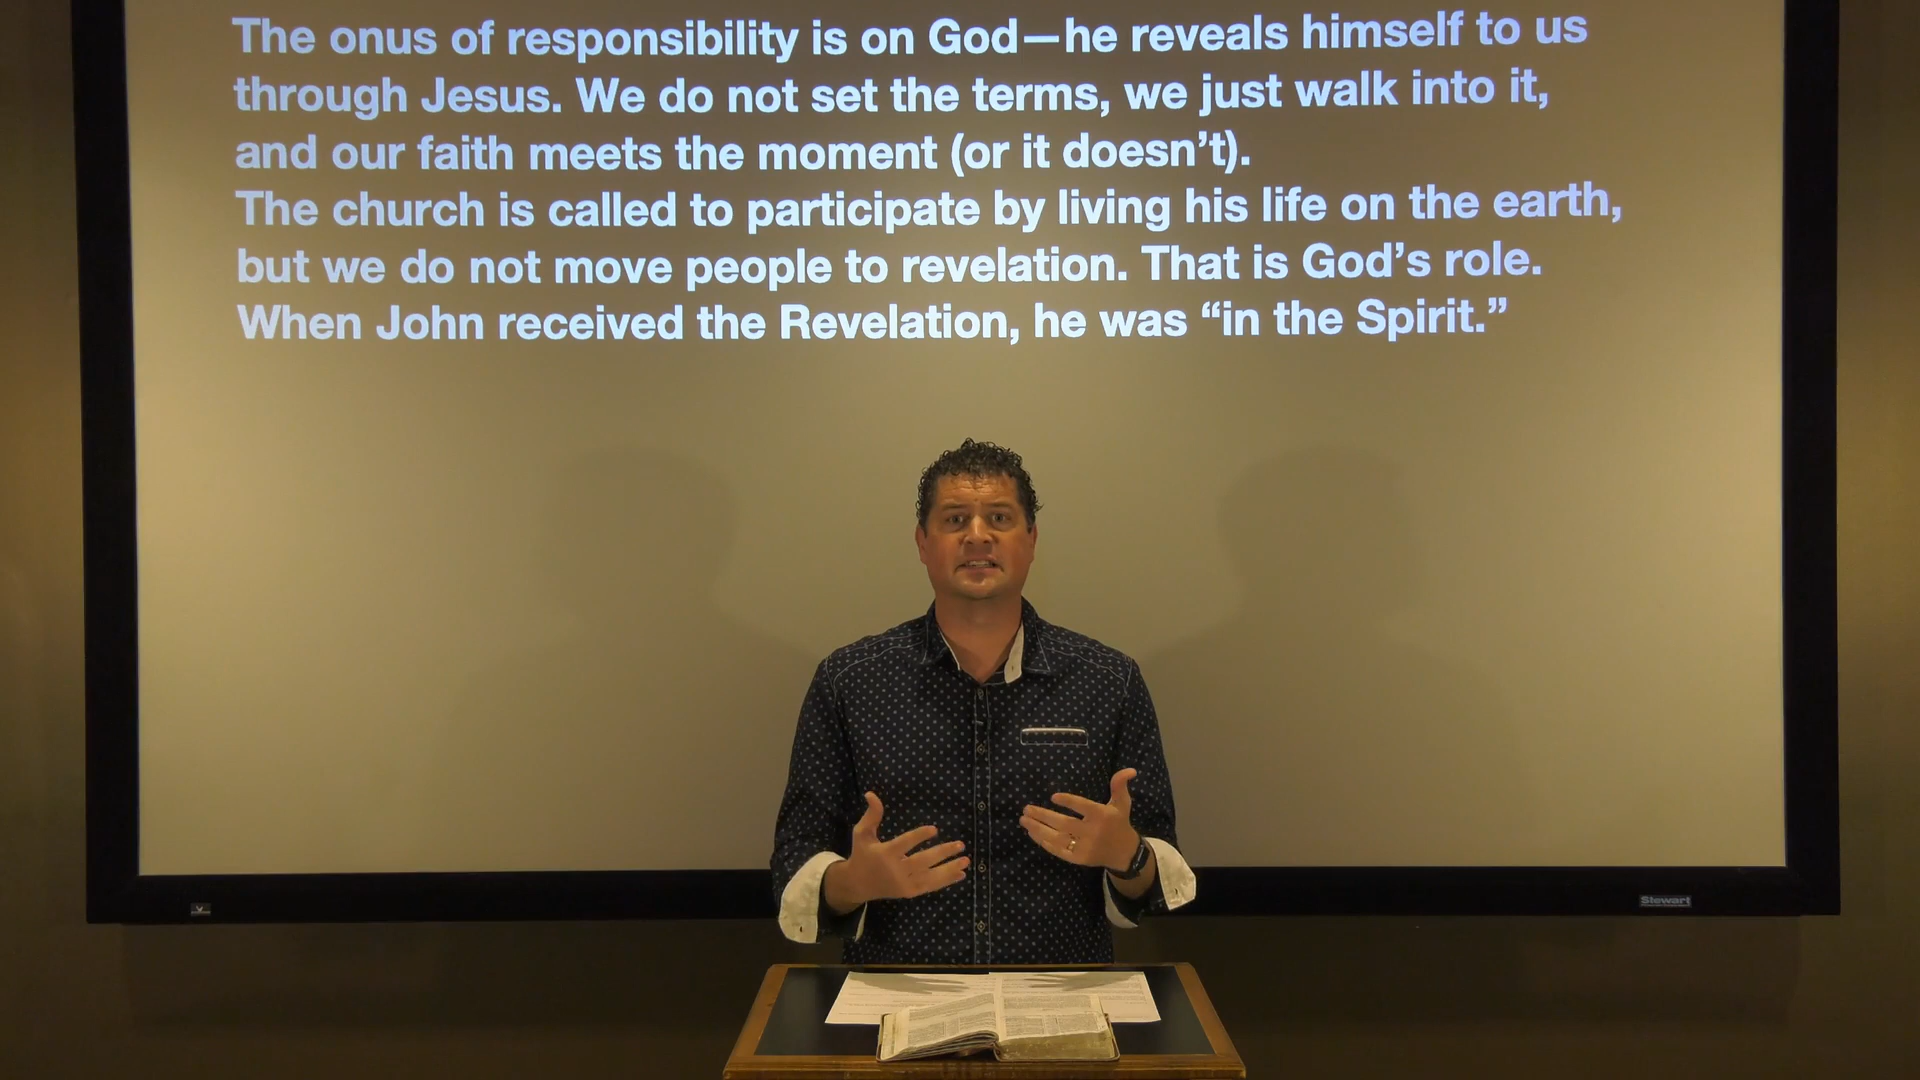 The onus of responsibility is on God—he reveals himself to us
through Jesus. We do not set the terms, we just walk into it,
and our faith meets the moment (or it doesn’t).
The church is called to participate by living his life on the earth,
but we do not move people to revelation. That is God’s role.
When John received the Revelation, he was “in the Spirit.”
Stewart